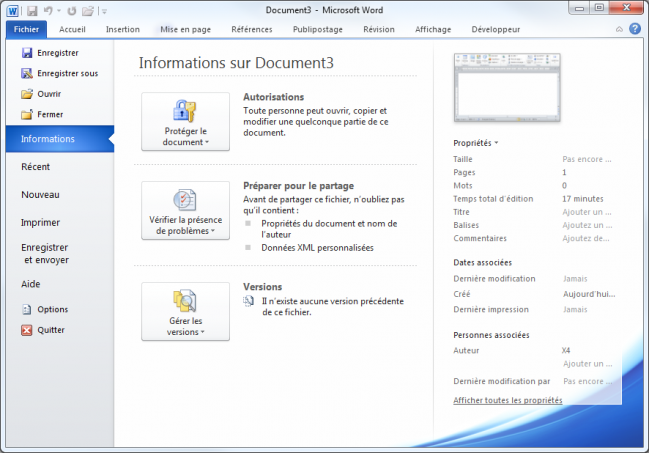 Document3 - Microsoft Word
Fichier Accueil Insertion Mise en page Références Publipostage Révision Affichage Développeur
Enregistrer
Enregistrer sous
Ouvrir
Fermer
Informations
Récent
Nouveau
Imprimer
Enregistrer
et envoyer
Aide
Options
Quitter
Informations sur Document3
Protéger le
document
Autorisations
Toute personne peut ouvrir, copier et
modifier une quelconque partie de ce
document.
Vérifier la présence
de problèmes
Préparer pour le partage
Avant de partager ce fichier, n'oubliez pas
qu'il contient :
Propriétés du document et nom de
l'auteur
Données XML personnalisées
Gérer les
versions
Versions
Il n'existe aucune version précédente
de ce fichier.
Propriétés
Taille Pas encore ...
Pages 1
Mots 0
Temps total d'édition 17 minutes
Titre Ajouter un ...
Balises Ajoutez un ...
Commentaires Ajoutez de...
Dates associées
Dernière modification Jamais
Créé Aujourd'hui...
Dernière impression Jamais
Personnes associées
Auteur X4
Ajouter un ...
Dernière modification par Pas encore ...
Afficher toutes les propriétés